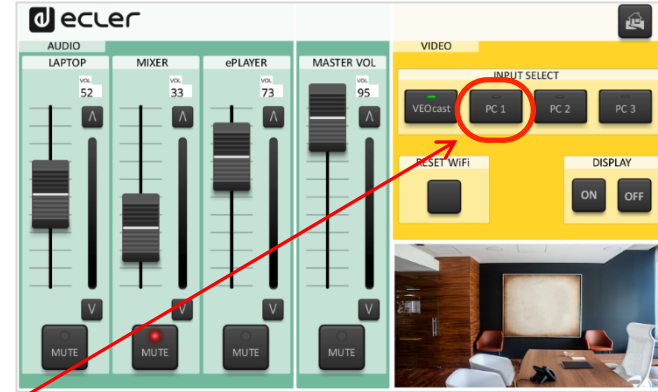 ecler
AUDIO
LAPTOP
VOL
52
MUTE
MIXER
VOL
33
MUTE
ePLAYER
VOL
73
MUTE
MASTER VOL
VOL
95
MUTE
VIDEO
INPUT SELECT
VEOcast
PC 1
PC 2
PC 3
RESET WiFi
DISPLAY
ON
OFF